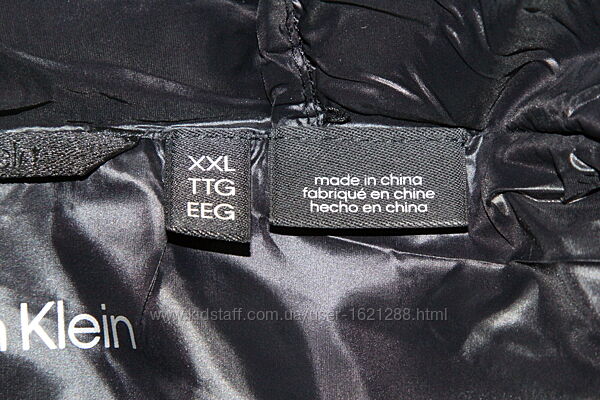 XXL
TTG
EEG
made in china
fabriqué en chine
hecho en china
n Klein
www.kidstaff.com.ua/user-1621288.html